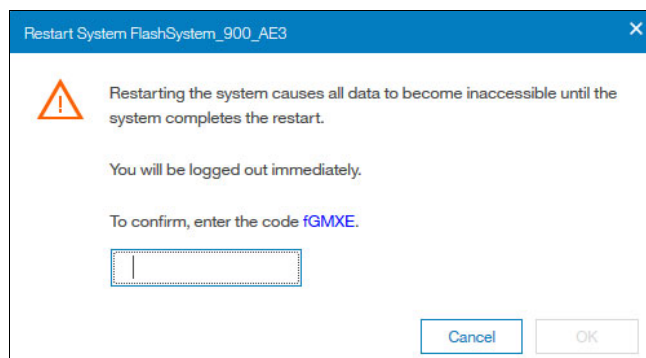 Restart System FlashSystem_900_AE3
Restarting the system causes all data to become inaccessible until the
system completes the restart.
You will be logged out immediately.
To confirm, enter the code fGMXE.
Cancel
OK